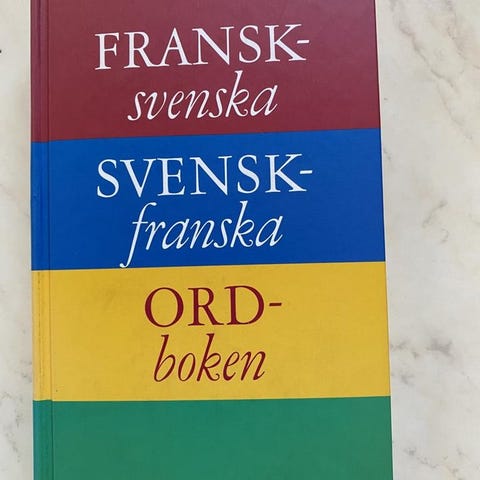 FRANSK-
svenska
SVENSK-
franska
ORD-
boken